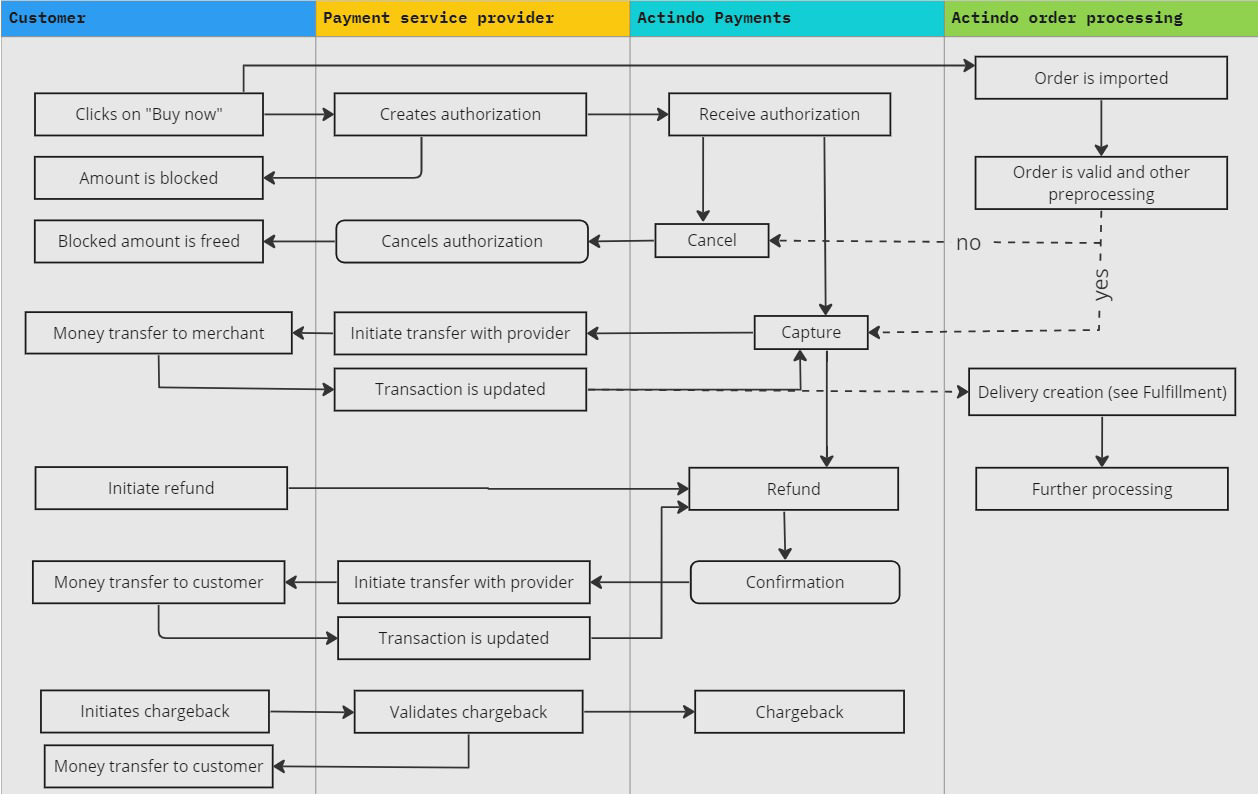 Customer
Payment service provider
Actindo Payments
Actindo order processing
Order is imported
Clicks on "Buy now"
Creates authorization
Receive authorization
Amount is blocked
Order is valid and other
preprocessing
Blocked amount is freed
Cancels authorization
Cancel
no
yes
Money transfer to merchant
Initiate transfer with provider
Capture
Transaction is updated
Delivery creation (see Fulfillment)
Initiate refund
Refund
Further processing
Money transfer to customer
Initiate transfer with provider
Confirmation
Transaction is updated
Initiates chargeback
Validates chargeback
Chargeback
Money transfer to customer